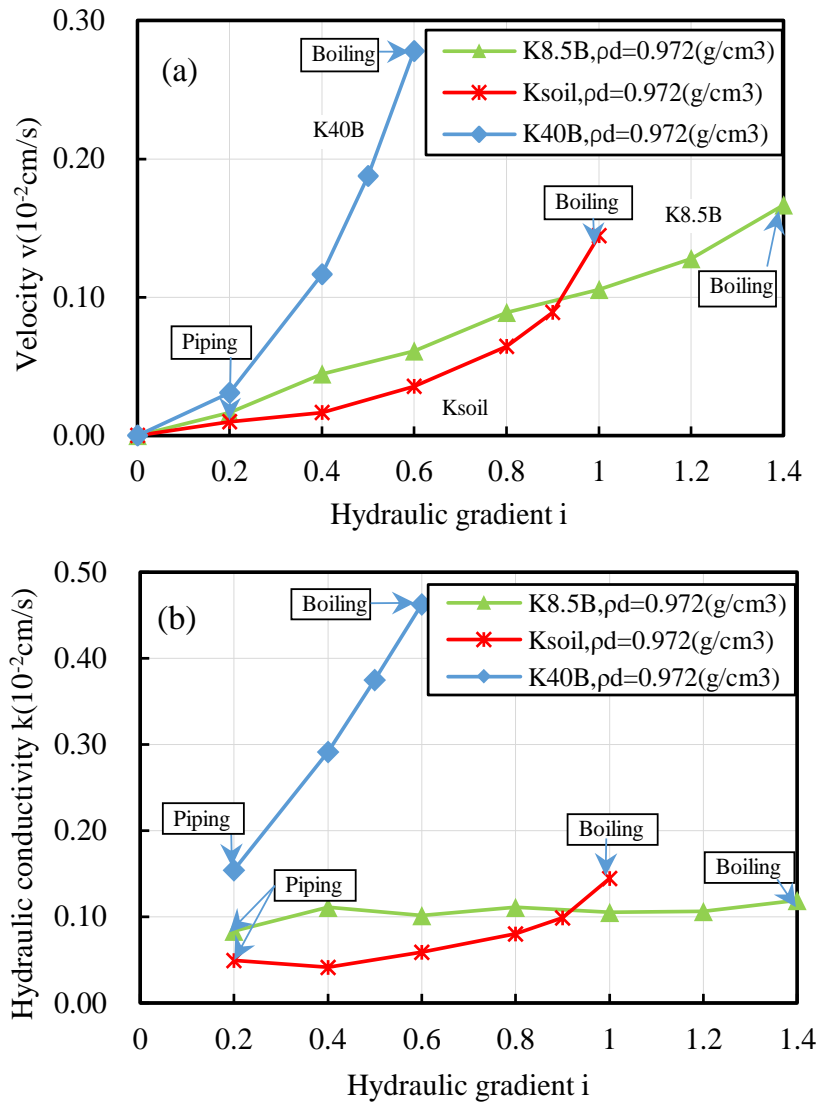 (a)
Velocity v(10⁻²cm/s)
0.30
0.20
0.10
0.00
K8.5B,ρd=0.972(g/cm3)
Ksoil,ρd=0.972(g/cm3)
K40B,ρd=0.972(g/cm3)
Boiling
K40B
Boiling
K8.5B
Boiling
Piping
Ksoil
0 0.2 0.4 0.6 0.8 1 1.2 1.4
Hydraulic gradient i
(b)
Hydraulic conductivity k(10⁻²cm/s)
0.50
0.40
0.30
0.20
0.10
0.00
K8.5B,ρd=0.972(g/cm3)
Ksoil,ρd=0.972(g/cm3)
K40B,ρd=0.972(g/cm3)
Boiling
Piping
Boiling
Boiling
Piping
0 0.2 0.4 0.6 0.8 1 1.2 1.4
Hydraulic gradient i